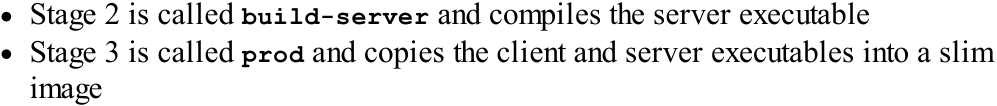 • Stage 2 is called build-server and compiles the server executable
• Stage 3 is called prod and copies the client and server executables into a slim
image